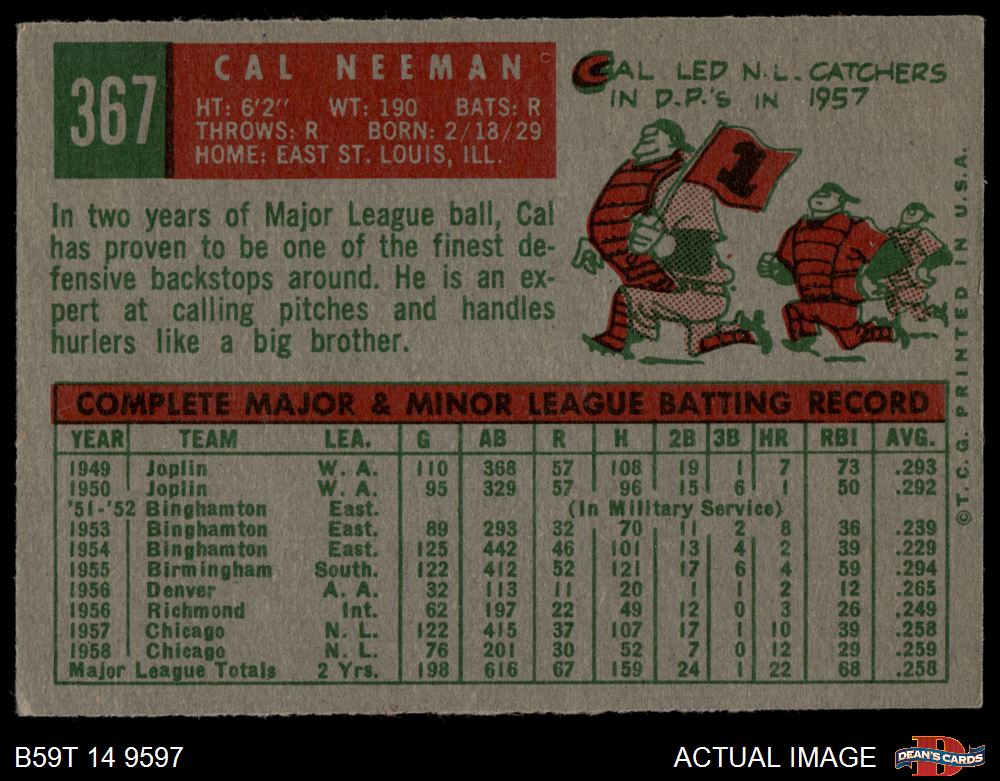 367
CAL NEEMAN
HT: 6'2" WT: 190 BATS: R
THROWS: R BORN: 2/18/29
HOME: EAST ST. LOUIS, ILL.
CAL LED N.L. CATCHERS
IN D.P.'S IN 1957
1
In two years of Major League ball, Cal
has proven to be one of the finest de-
fensive backstops around. He is an ex-
pert at calling pitches and handles
hurlers like a big brother.
COMPLETE MAJOR & MINOR LEAGUE BATTING RECORD
YEAR TEAM LEA. G AB R H 2B 3B HR RBI AVG.
1949 Joplin W. A. 110 368 57 108 19 1 7 73 .293
1950 Joplin W. A. 95 329 57 96 15 6 1 50 .292
'51-'52 Binghamton East. (In Military Service)
1953 Binghamton East. 89 293 32 70 11 2 8 36 .239
1954 Binghamton East. 125 442 46 101 13 4 2 39 .229
1955 Birmingham South. 122 412 52 121 17 6 4 59 .294
1956 Denver A. A. 32 113 11 20 1 1 2 12 .265
1956 Richmond Int. 62 197 22 49 12 0 3 26 .249
1957 Chicago N. L. 122 415 37 107 17 1 10 39 .258
1958 Chicago N. L. 76 201 30 52 7 0 12 29 .259
Major League Totals 2 Yrs. 198 616 67 159 24 1 22 68 .258
© T. C. G. PRINTED IN U.S.A.
B59T 14 9597
ACTUAL IMAGE
D
DEAN'S CARDS